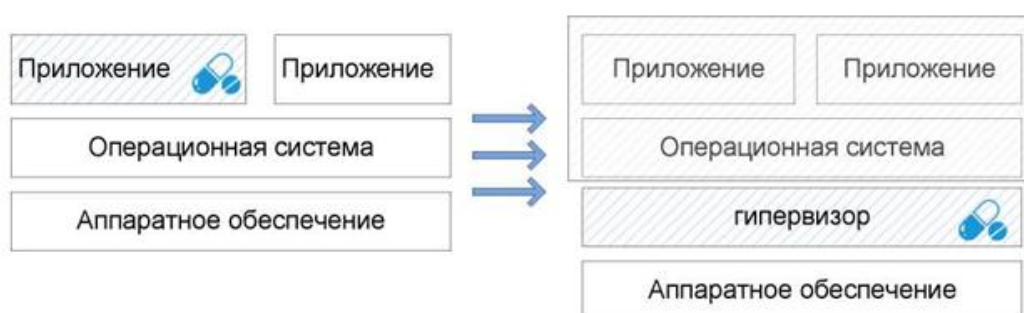 Приложение
Приложение
Операционная система
Аппаратное обеспечение
Приложение
Приложение
Операционная система
гипервизор
Аппаратное обеспечение